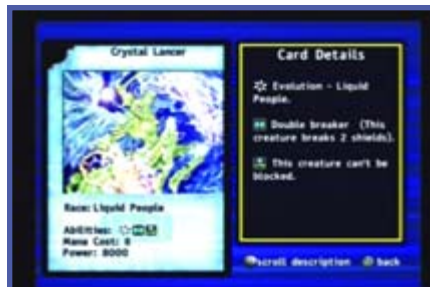 Crystal Lancer
Race: Liquid People
Abilities:
Mana Cost: 8
Power: 8000
Card Details
Evolution - Liquid
People.
Double breaker (This
creature breaks 2 shields).
This creature can't be
blocked.
scroll description back